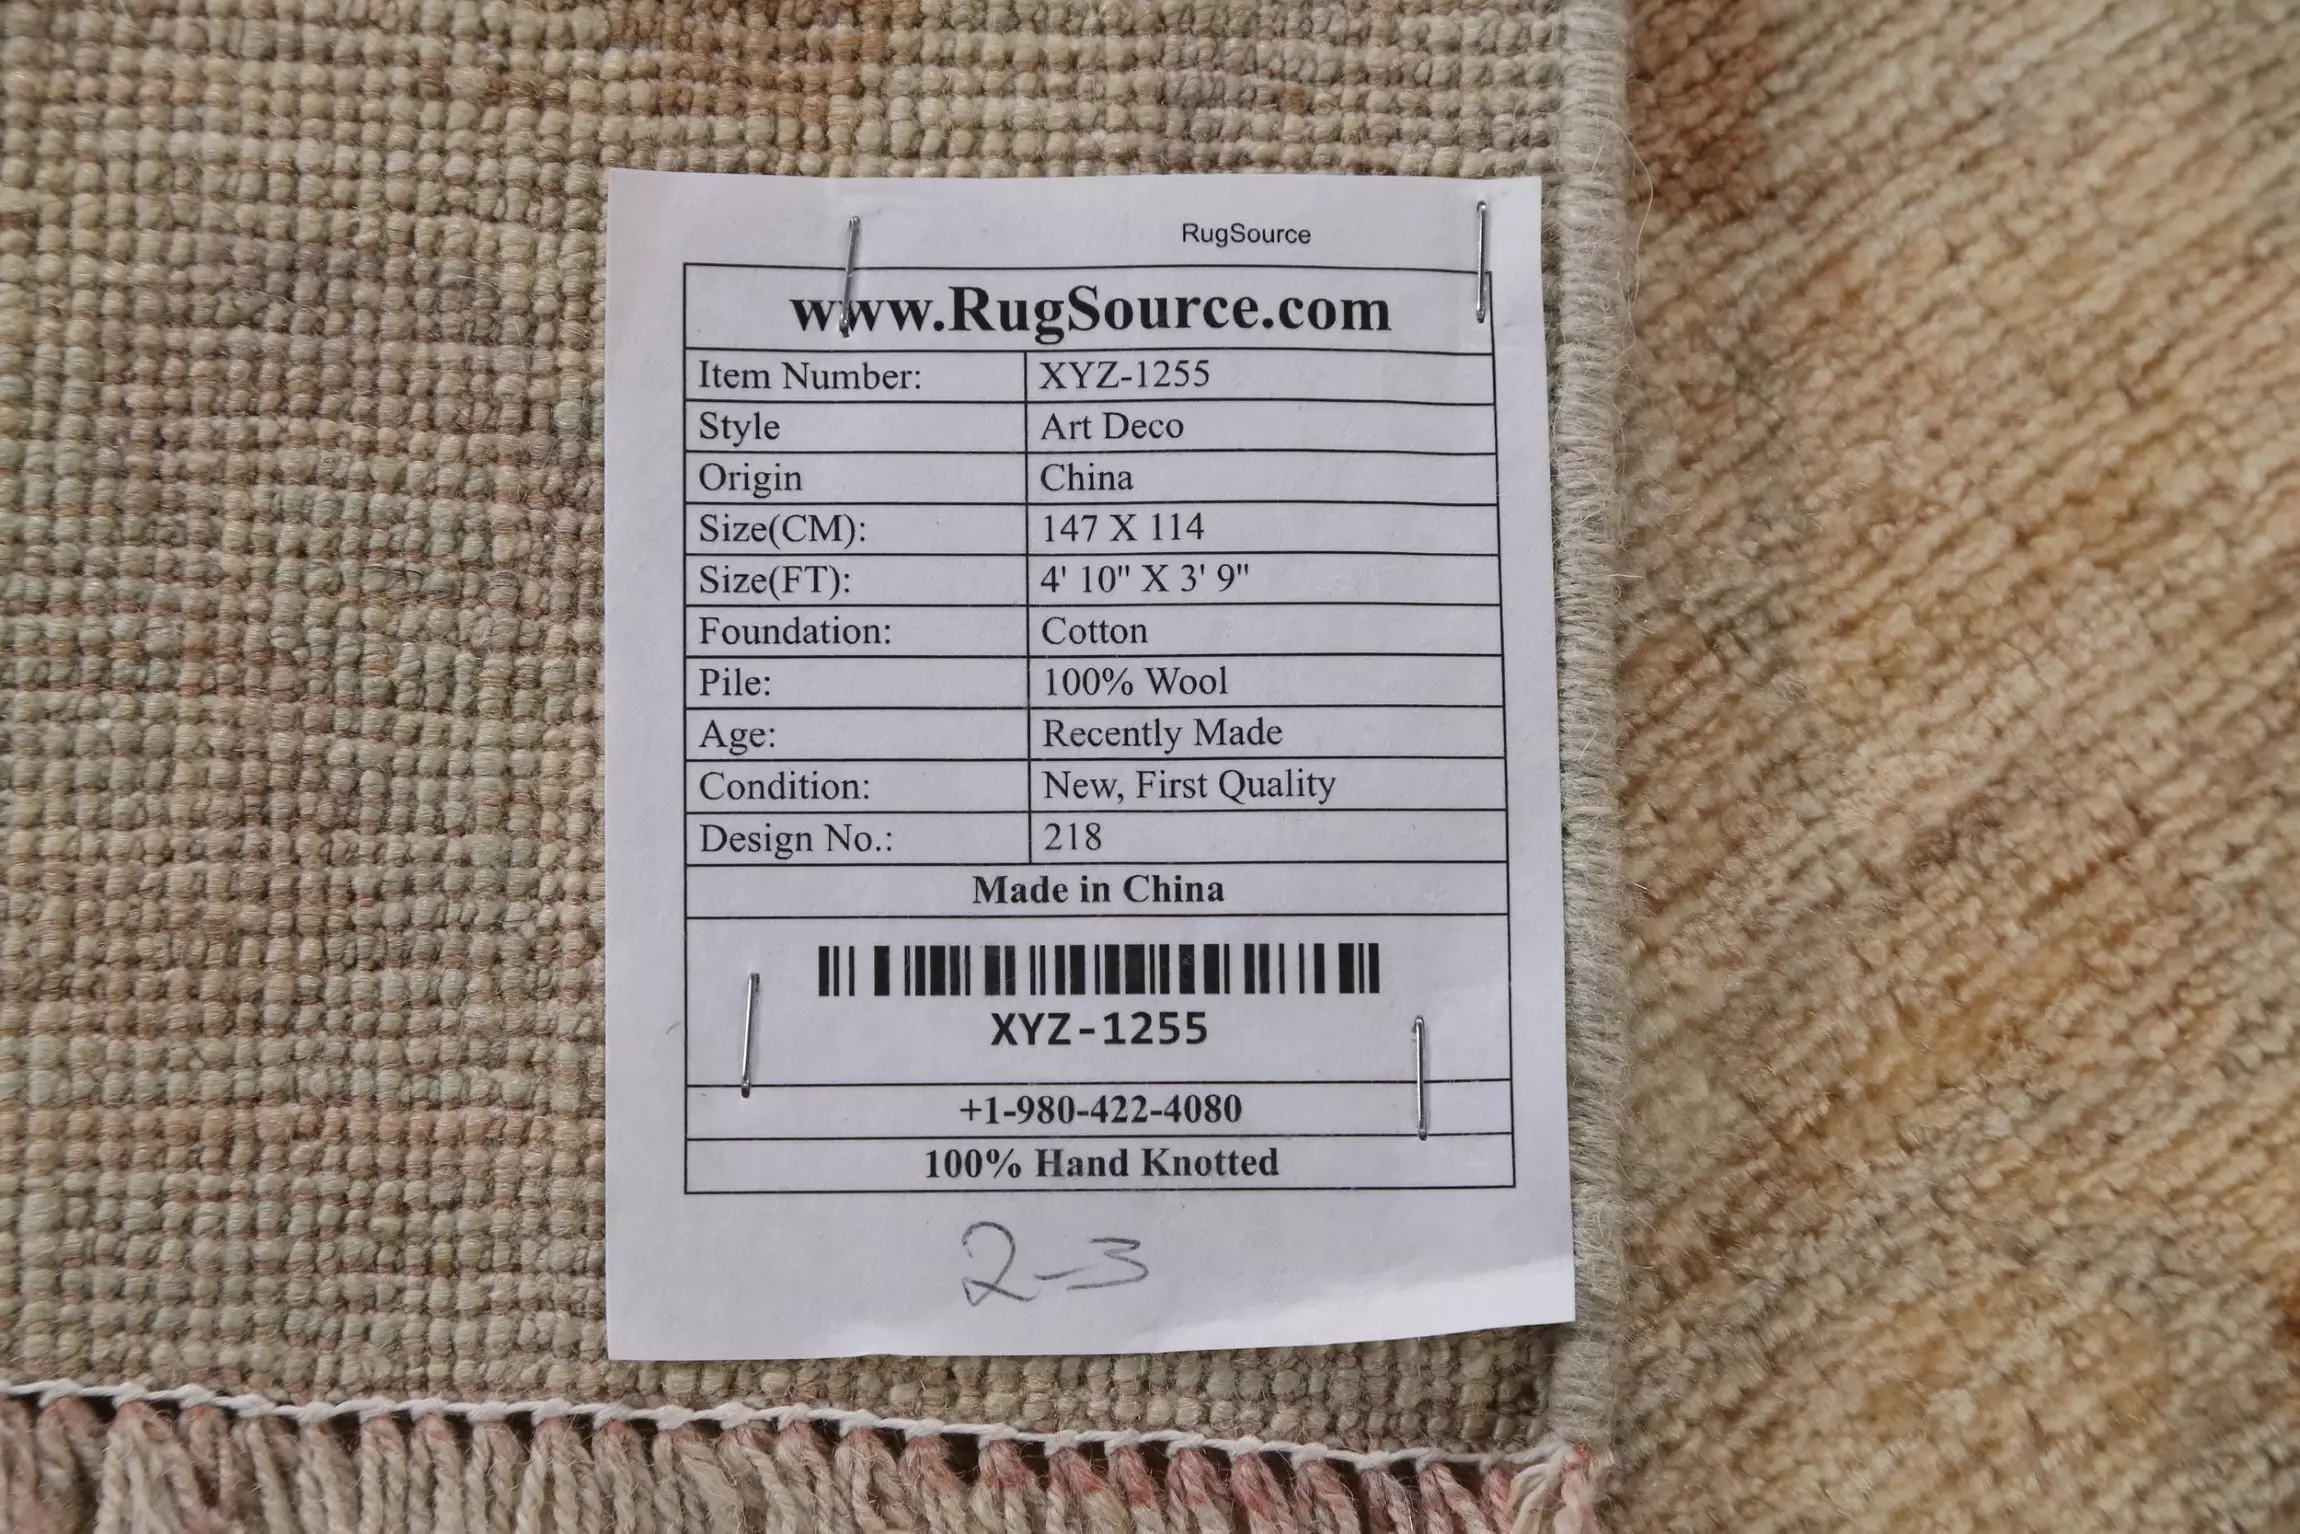 RugSource
www.RugSource.com
Item Number: XYZ-1255
Style Art Deco
Origin China
Size(CM): 147 X 114
Size(FT): 4' 10" X 3' 9"
Foundation: Cotton
Pile: 100% Wool
Age: Recently Made
Condition: New, First Quality
Design No.: 218
Made in China
XYZ-1255
+1-980-422-4080
100% Hand Knotted
2-3